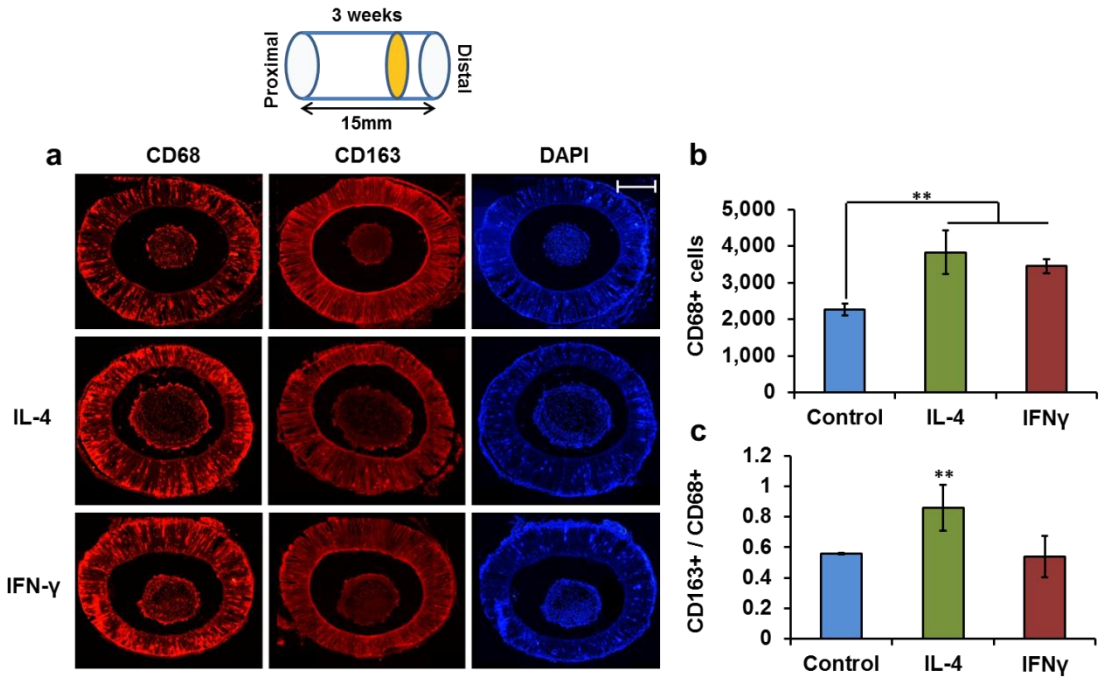 3 weeks
Proximal
Distal
15mm
a
CD68
CD163
DAPI
IL-4
IFN-γ
b
**
5,000
4,000
3,000
2,000
1,000
0
CD68+ cells
Control
IL-4
IFNγ
c
**
1.2
1
0.8
0.6
0.4
0.2
0
CD163+ / CD68+
Control
IL-4
IFNγ